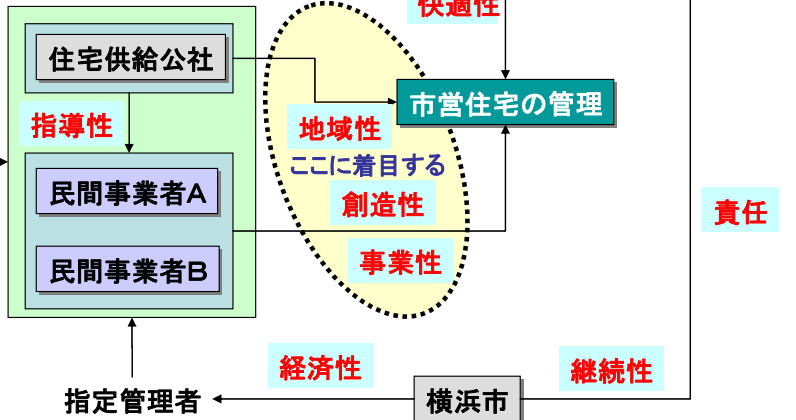 快適性
住宅供給公社
市営住宅の管理
指導性
地域性
ここに着目する
民間事業者A
創造性
責任
事業性
民間事業者B
経済性
継続性
指定管理者
横浜市